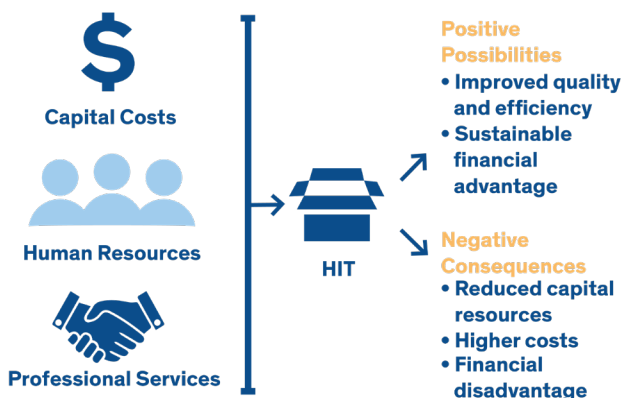 $
Capital Costs
Human Resources
Professional Services
HIT
Positive
Possibilities
• Improved quality
and efficiency
• Sustainable
financial
advantage
Negative
Consequences
• Reduced capital
resources
• Higher costs
• Financial
disadvantage